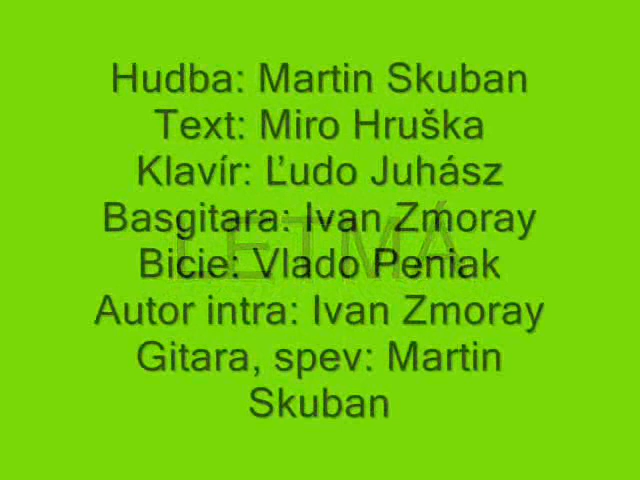 Hudba: Martin Skuban
Text: Miro Hruška
Klavír: Ľudo Juhász
Basgitara: Ivan Zmoray
LETMÁ
Bicie: Vlado Peniak
Autor intra: Ivan Zmoray
Gitara, spev: Martin
Skuban